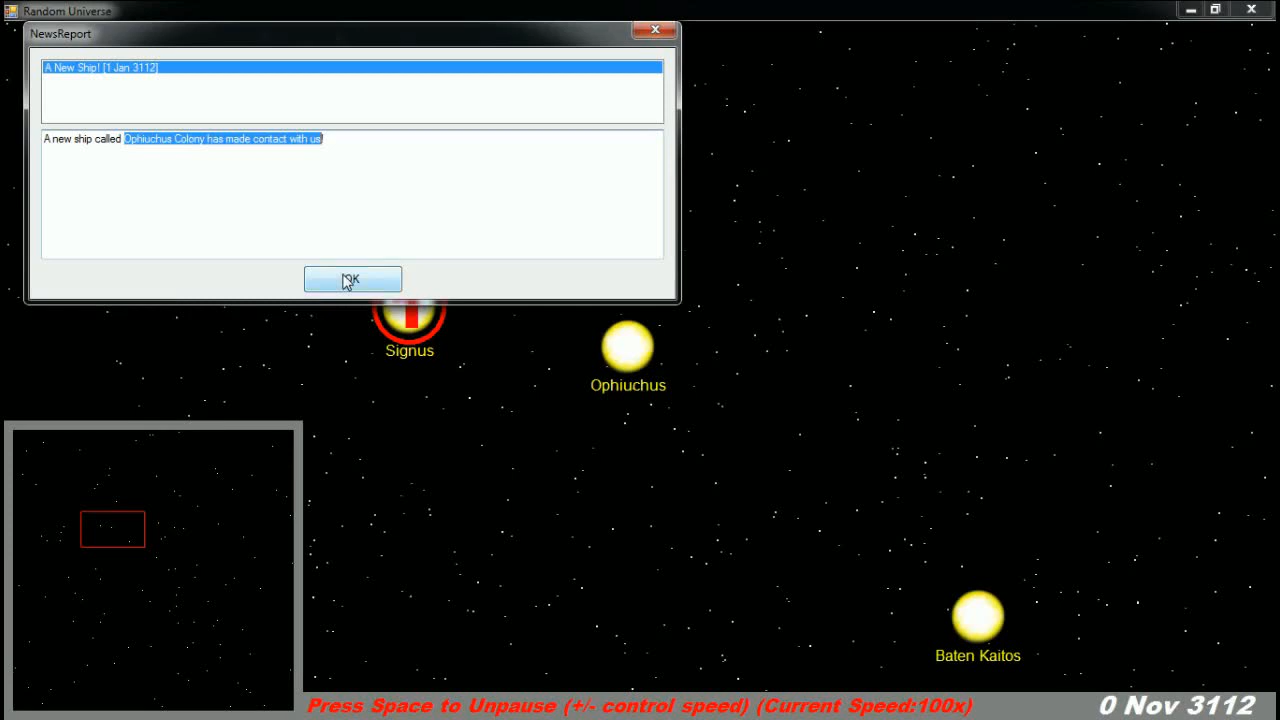 Random Universe
NewsReport
A New Ship! [1 Jan 3112]
A new ship called Ophiuchus Colony has made contact with us!
OK
Signus
Ophiuchus
Baten Kaitos
Press Space to Unpause (+/- control speed) (Current Speed:100x)
0 Nov 3112